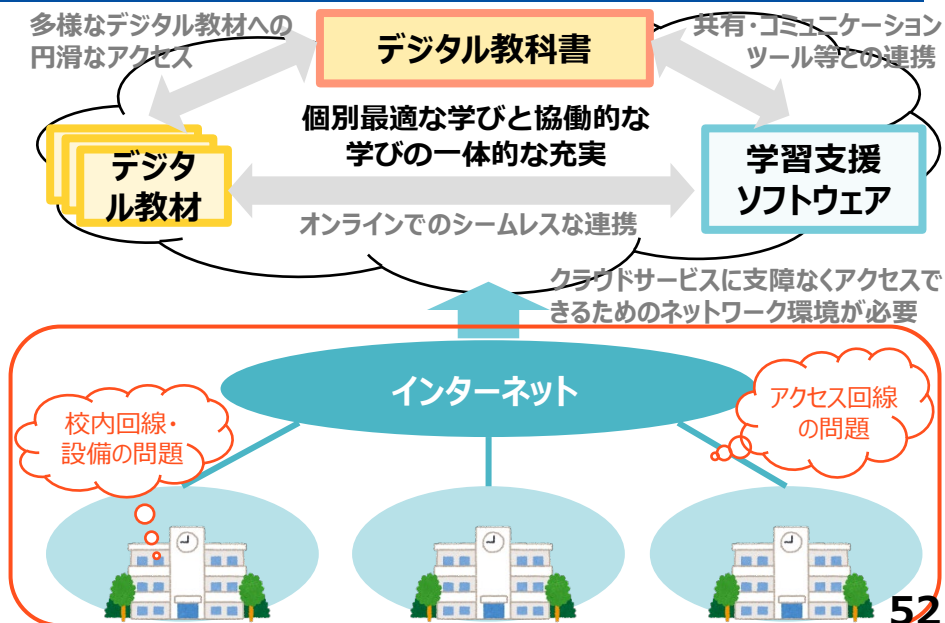 多様なデジタル教材への
円滑なアクセス
デジタル教科書
共有・コミュニケーション
ツール等との連携
個別最適な学びと協働的な
学びの一体的な充実
デジタ
ル教材
学習支援
ソフトウェア
オンラインでのシームレスな連携
クラウドサービスに支障なくアクセスで
きるためのネットワーク環境が必要
インターネット
校内回線・
設備の問題
アクセス回線
の問題
52